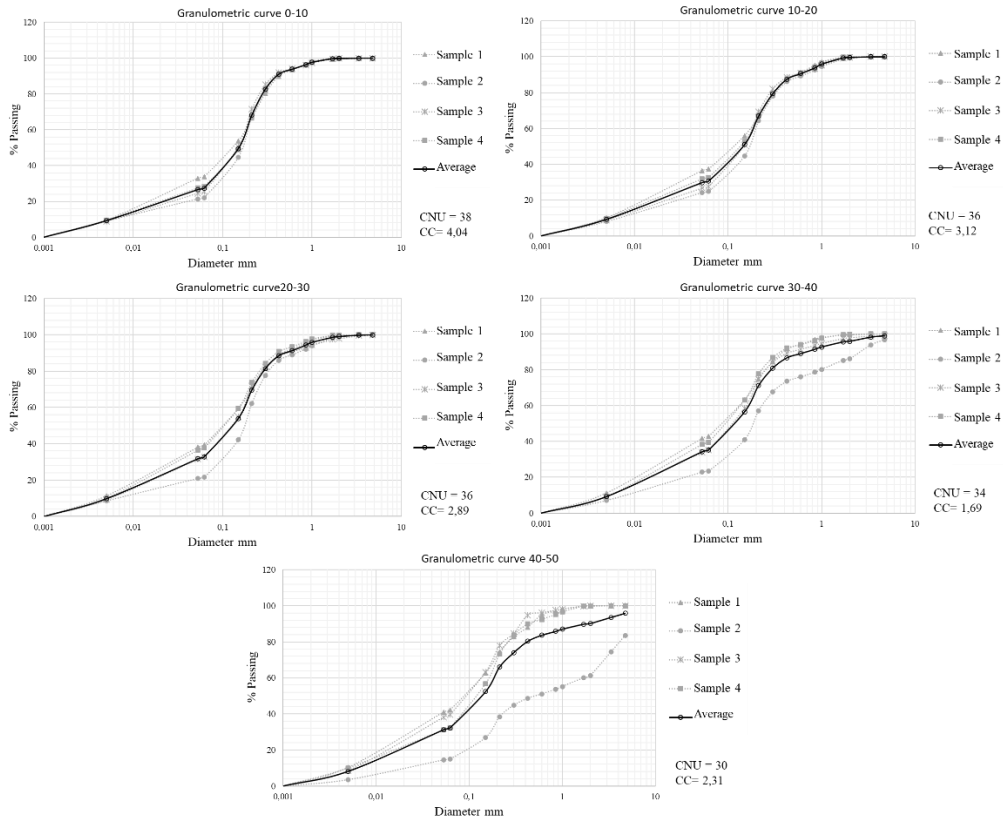 Granulometric curve 0-10
120
100
80
60
40
20
0
% Passing
0,001
0,01
0,1
1
10
Diameter mm
Sample 1
Sample 2
Sample 3
Sample 4
Average
CNU = 38
CC= 4,04
Granulometric curve 10-20
120
100
80
60
40
20
0
% Passing
0,001
0,01
0,1
1
10
Diameter mm
Sample 1
Sample 2
Sample 3
Sample 4
Average
CNU – 36
CC= 3,12
Granulometric curve20-30
120
100
80
60
40
20
0
% Passing
0,001
0,01
0,1
1
10
Diameter mm
Sample 1
Sample 2
Sample 3
Sample 4
Average
CNU = 36
CC= 2,89
Granulometric curve 30-40
120
100
80
60
40
20
0
% Passing
0,001
0,01
0,1
1
10
Diameter mm
Sample 1
Sample 2
Sample 3
Sample 4
Average
CNU = 34
CC= 1,69
Granulometric curve 40-50
120
100
80
60
40
20
0
% Passing
0,001
0,01
0,1
1
10
Diameter mm
Sample 1
Sample 2
Sample 3
Sample 4
Average
CNU = 30
CC= 2,31